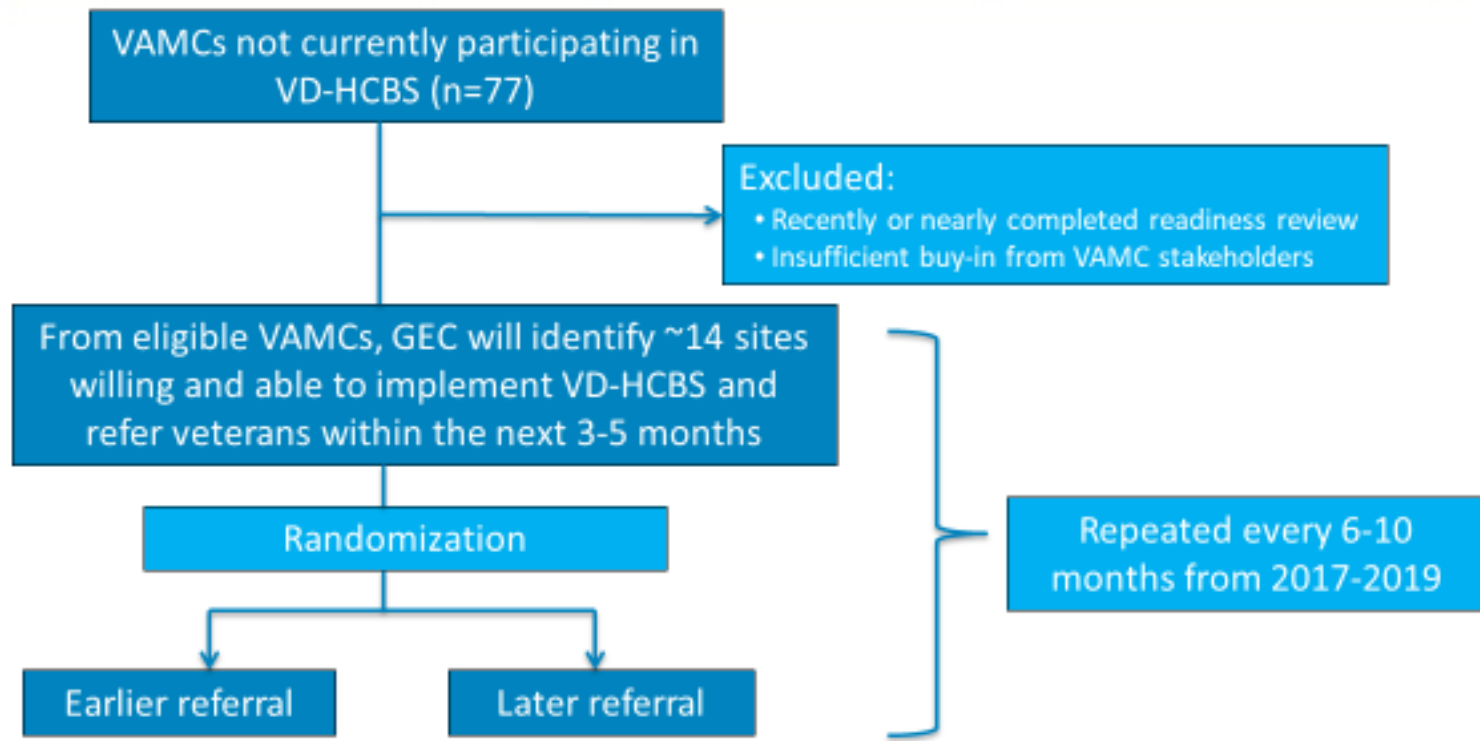 VAMCs not currently participating in
VD-HCBS (n=77)
Excluded:
• Recently or nearly completed readiness review
• Insufficient buy-in from VAMC stakeholders
From eligible VAMCs, GEC will identify ~14 sites
willing and able to implement VD-HCBS and
refer veterans within the next 3-5 months
Randomization
Repeated every 6-10
months from 2017-2019
Earlier referral
Later referral